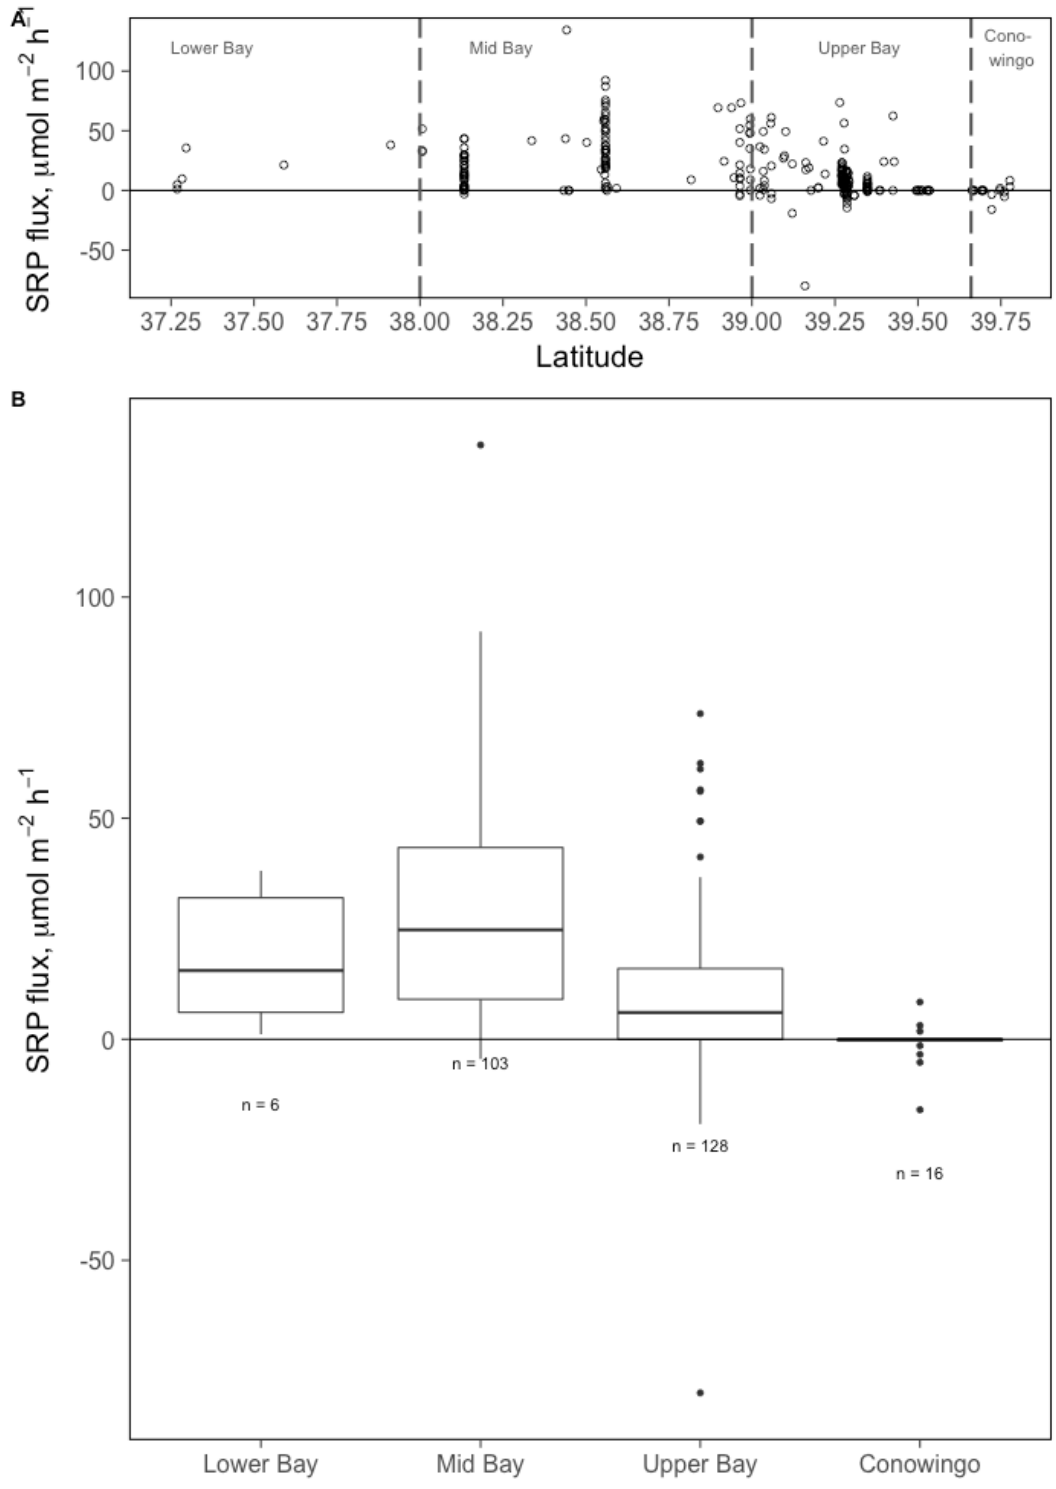 A
SRP flux, µmol m⁻² h⁻¹
Lower Bay
Mid Bay
Upper Bay
Cono-
wingo
100
50
0
-50
37.25 37.50 37.75 38.00 38.25 38.50 38.75 39.00 39.25 39.50 39.75
Latitude
B
SRP flux, µmol m⁻² h⁻¹
100
50
0
-50
n = 6
n = 103
n = 128
n = 16
Lower Bay Mid Bay Upper Bay Conowingo